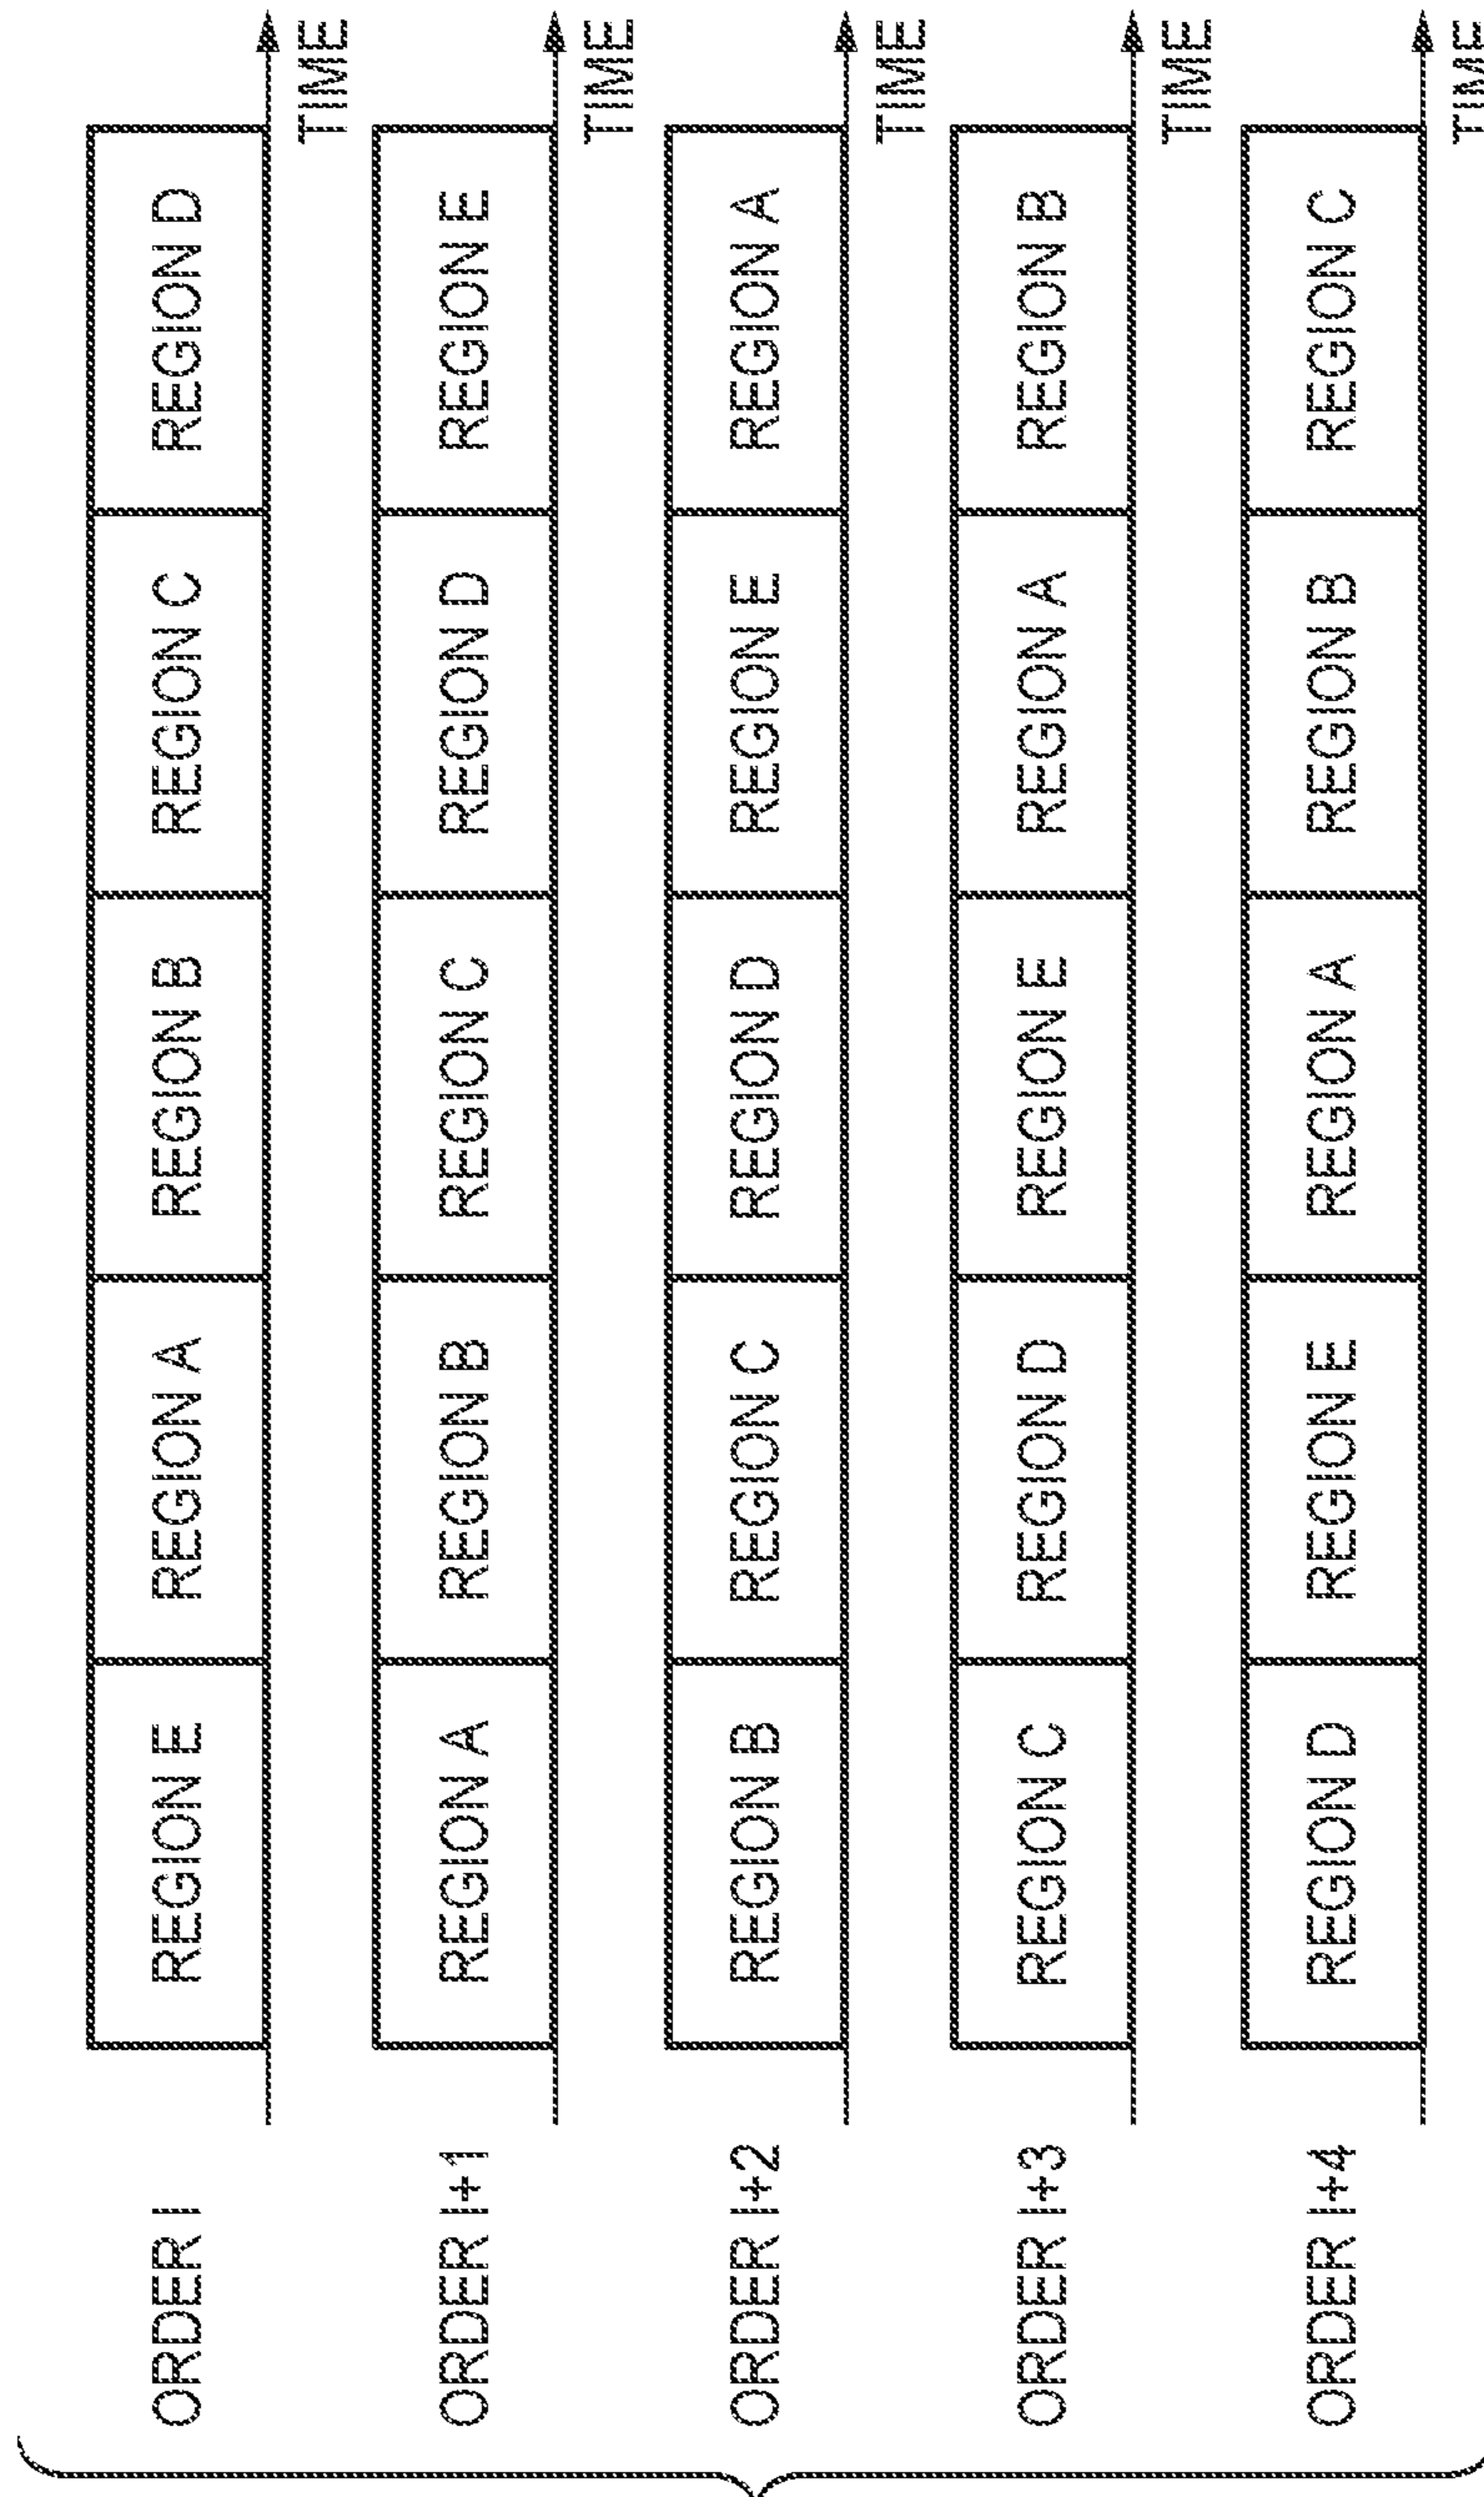 ORDER I REGION E REGION A REGION B REGION C REGION D
TIME
ORDER I+1 REGION A REGION B REGION C REGION D REGION E
TIME
ORDER I+2 REGION B REGION C REGION D REGION E REGION A
TIME
ORDER I+3 REGION C REGION D REGION E REGION A REGION B
TIME
ORDER I+4 REGION D REGION E REGION A REGION B REGION C
TIME